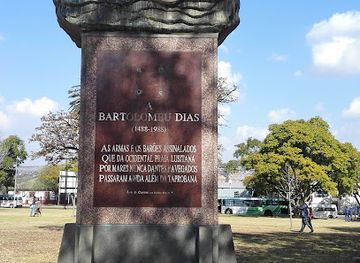 A
BARTOLOMEU DIAS
(1488-1988)
AS ARMAS E OS BARÕES ASSINALADOS
QUE DA OCIDENTAL PRAIA LUSITANA
POR MARES NUNCA DANTES NAVEGADOS
PASSARAM AINDA ALÉM DA TAPROBANA